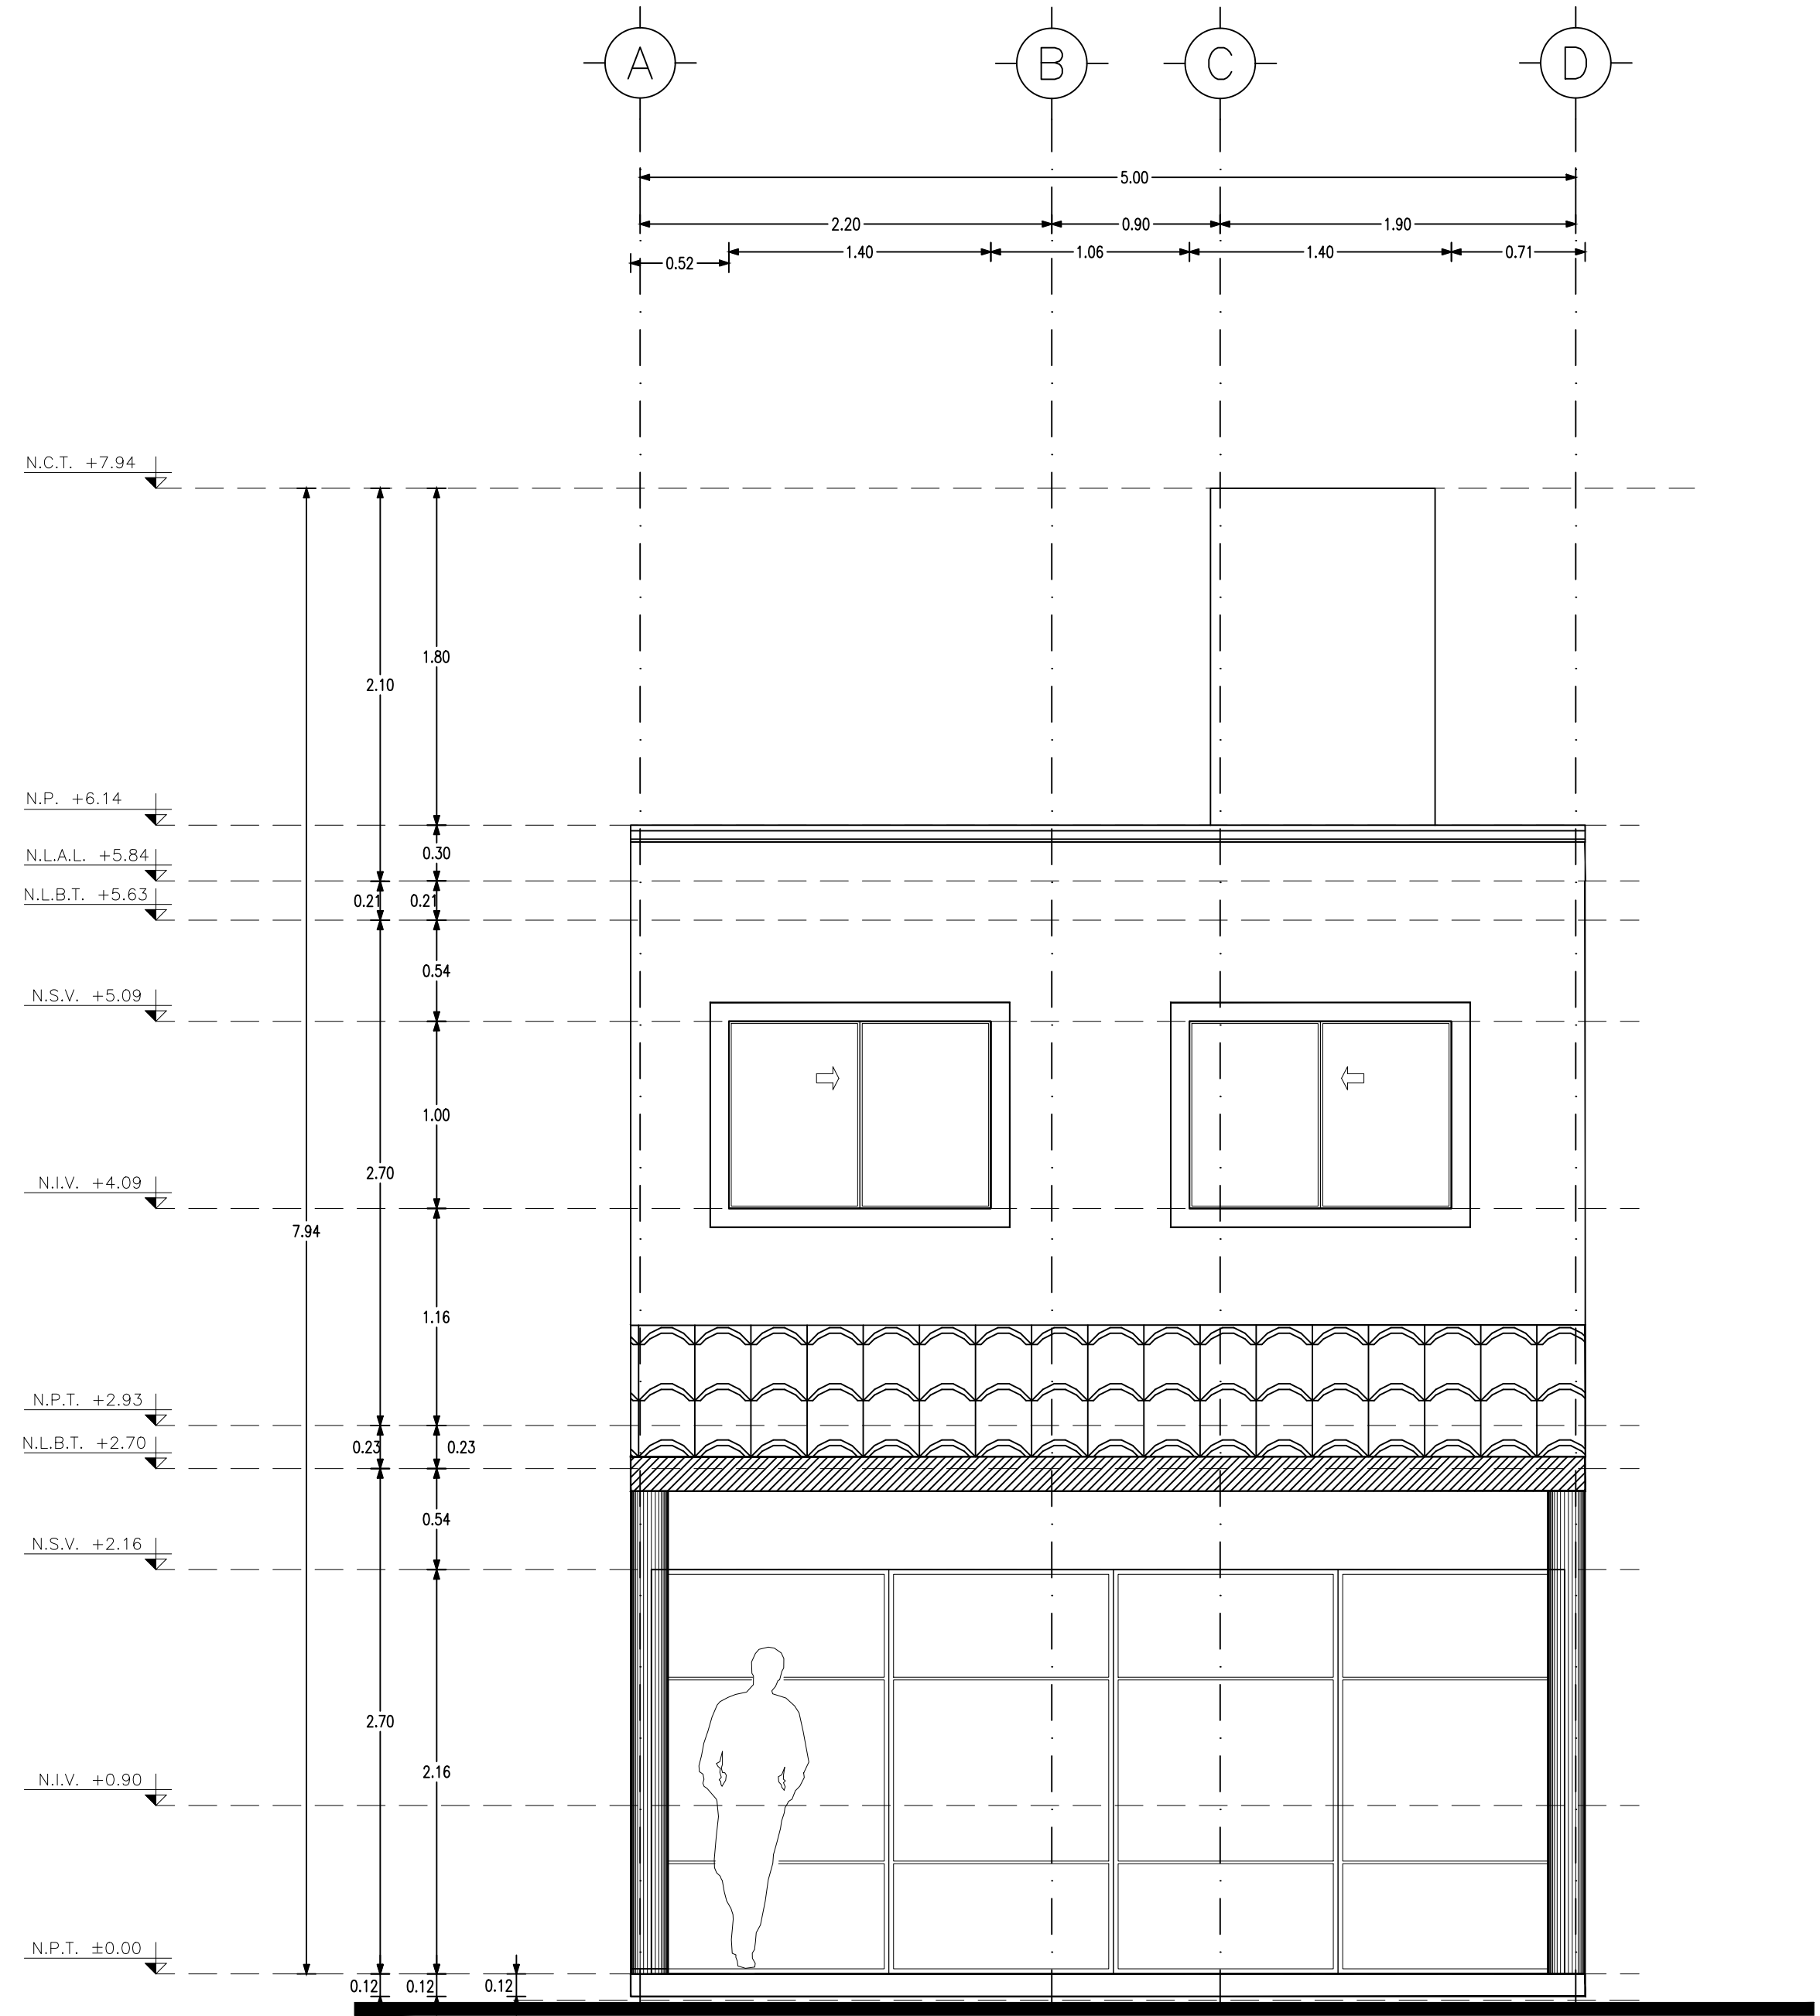 A B C D
5.00
2.20 0.90 1.90
0.52 1.40 1.06 1.40 0.71
N.C.T. +7.94
1.80
2.10
N.P. +6.14
N.L.A.L. +5.84
0.30
N.L.B.T. +5.63
0.21 0.21
0.54
N.S.V. +5.09
1.00
2.70
N.I.V. +4.09
7.94
1.16
N.P.T. +2.93
N.L.B.T. +2.70
0.23 0.23
0.54
N.S.V. +2.16
2.70
2.16
N.I.V. +0.90
N.P.T. ±0.00
0.12 0.12 0.12